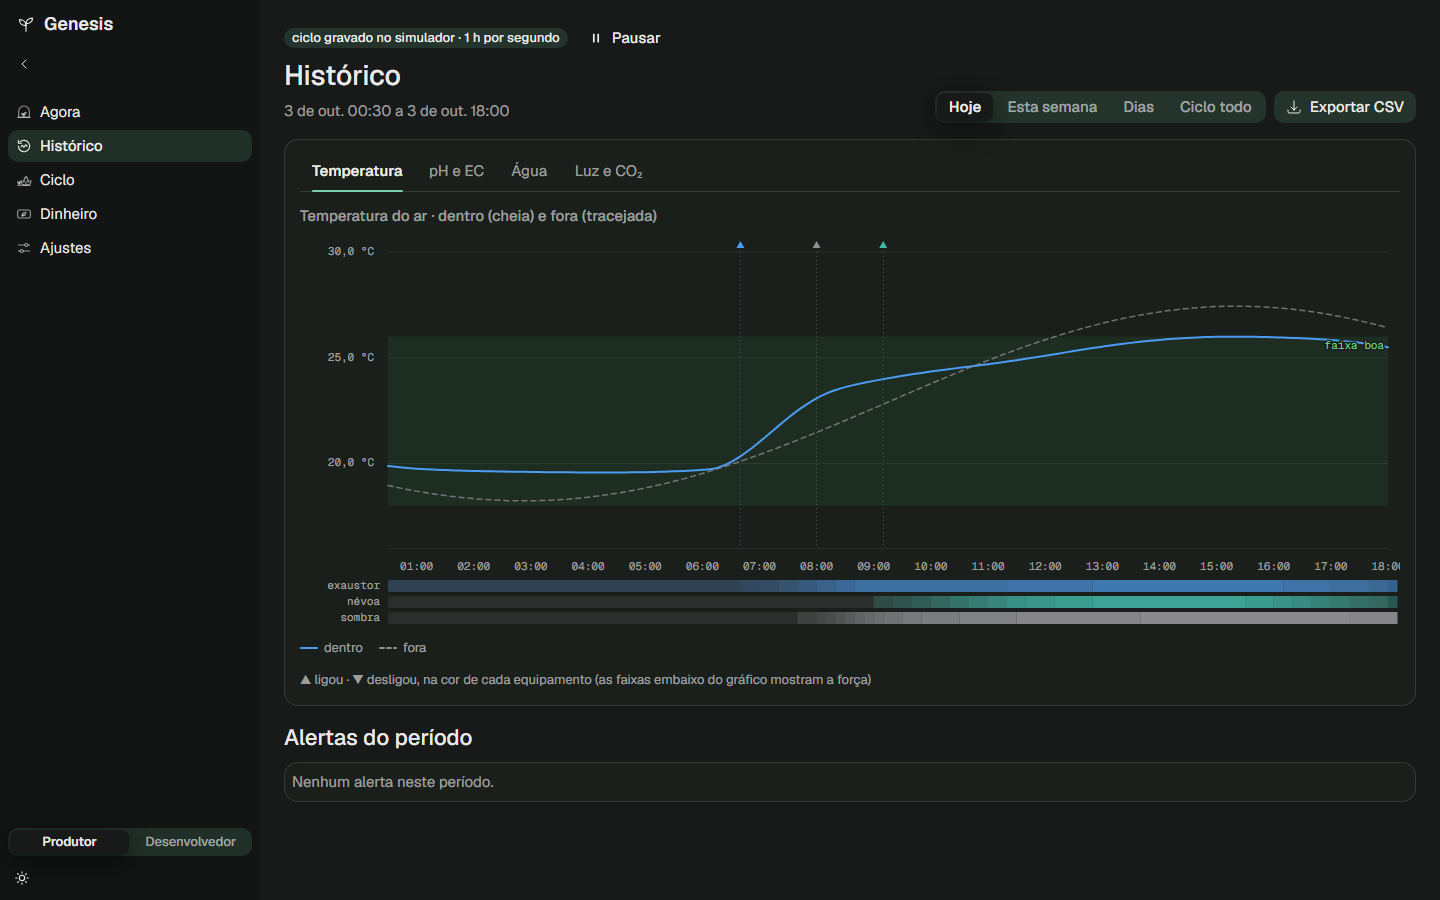 Genesis
Agora
Histórico
Ciclo
Dinheiro
Ajustes
Produtor
Desenvolvedor
ciclo gravado no simulador · 1 h por segundo
Pausar
Histórico
3 de out. 00:30 a 3 de out. 18:00
Hoje
Esta semana
Dias
Ciclo todo
Exportar CSV
Temperatura
pH e EC
Água
Luz e CO₂
Temperatura do ar · dentro (cheia) e fora (tracejada)
30,0 °C
25,0 °C
20,0 °C
faixa boa
01:00 02:00 03:00 04:00 05:00 06:00 07:00 08:00 09:00 10:00 11:00 12:00 13:00 14:00 15:00 16:00 17:00 18:00
exaustor
névoa
sombra
dentro
fora
▲ ligou · ▼ desligou, na cor de cada equipamento (as faixas embaixo do gráfico mostram a força)
Alertas do período
Nenhum alerta neste período.